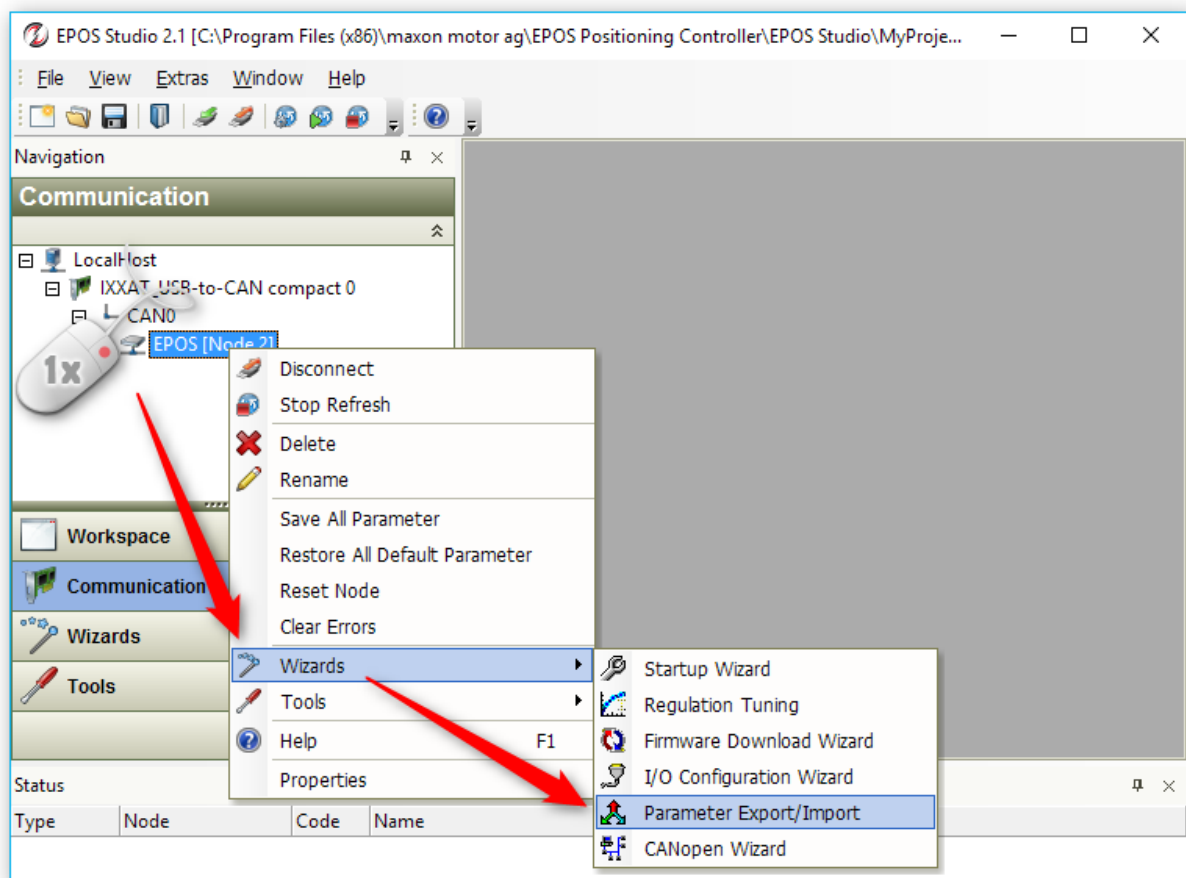 EPOS Studio 2.1 [C:\Program Files (x86)\maxon motor ag\EPOS Positioning Controller\EPOS Studio\MyProje...
File View Extras Window Help
Navigation
Communication
LocalHost
IXXAT_USB-to-CAN compact 0
CAN0
EPOS [Node 2]
1x
Disconnect
Stop Refresh
Delete
Rename
Save All Parameter
Restore All Default Parameter
Reset Node
Clear Errors
Wizards
Tools
Help F1
Properties
Workspace
Communication
Wizards
Tools
Startup Wizard
Regulation Tuning
Firmware Download Wizard
I/O Configuration Wizard
Parameter Export/Import
CANopen Wizard
Status
Type Node Code Name